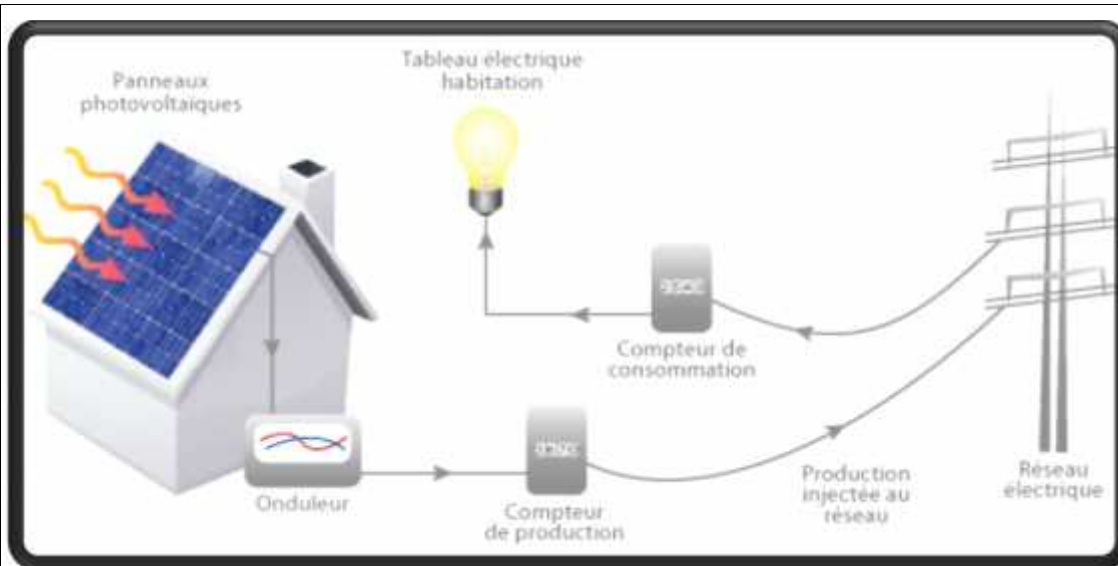 Tableau électrique
habitation
Panneaux
photovoltaïques
Compteur de
consommation
Onduleur
Compteur
de production
Production
injectée au
réseau
Réseau
électrique